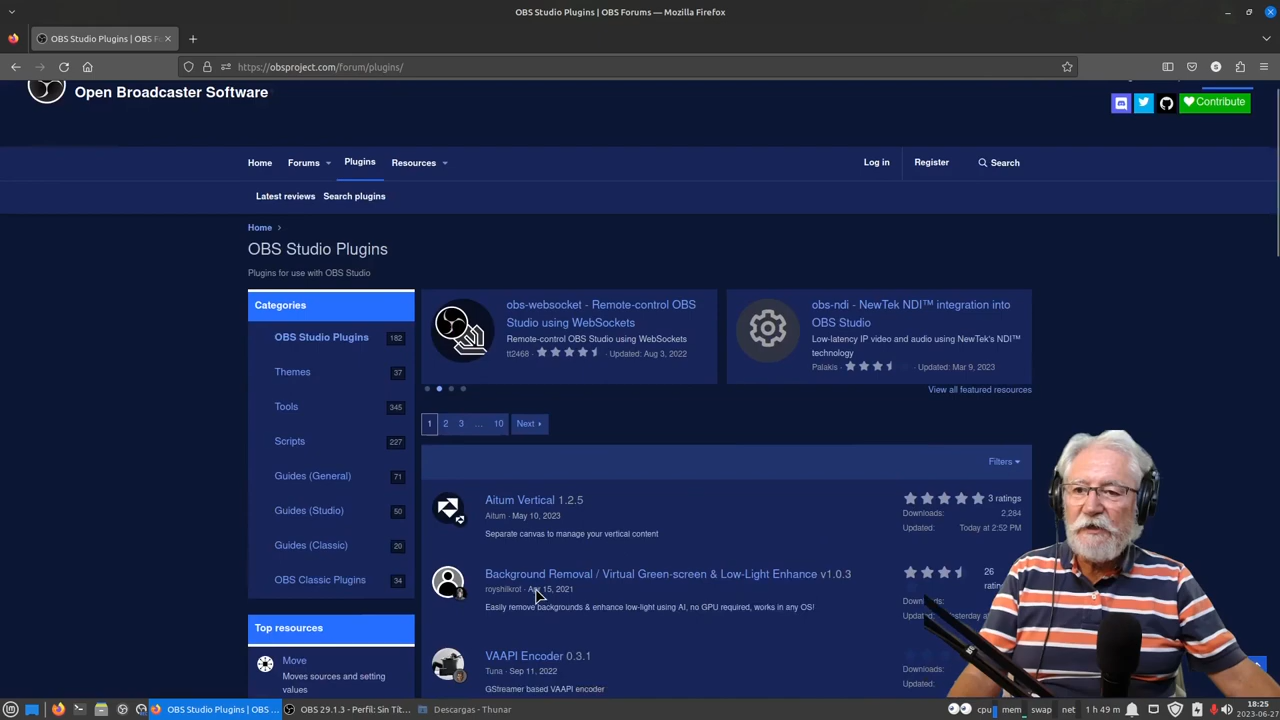 OBS Studio Plugins | OBS Forums — Mozilla Firefox
OBS Studio Plugins | OBS F
https://obsproject.com/forum/plugins/
Open Broadcaster Software
Contribute
Home
Forums
Plugins
Resources
Log in
Register
Search
Latest reviews
Search plugins
Home
OBS Studio Plugins
Plugins for use with OBS Studio
Categories
OBS Studio Plugins 182
Themes 37
Tools 345
Scripts 227
Guides (General) 71
Guides (Studio) 50
Guides (Classic) 20
OBS Classic Plugins 34
Top resources
Move
Moves sources and setting
values
obs-websocket - Remote-control OBS
Studio using WebSockets
Remote-control OBS Studio using WebSockets
tt2468 · Updated: Aug 3, 2022
obs-ndi - NewTek NDI™ integration into
OBS Studio
Low-latency IP video and audio using NewTek's NDI™
technology
Palakis · Updated: Mar 9, 2023
View all featured resources
1 2 3 … 10 Next
Filters
Aitum Vertical 1.2.5
Aitum · May 10, 2023
Separate canvas to manage your vertical content
3 ratings
Downloads: 2,284
Updated: Today at 2:52 PM
Background Removal / Virtual Green-screen & Low-Light Enhance v1.0.3
royshilkrot · Apr 15, 2021
Easily remove backgrounds & enhance low-light using AI, no GPU required, works in any OS!
26
Yesterday a
VAAPI Encoder 0.3.1
Tuna · Sep 11, 2022
GStreamer based VAAPI encoder
Downloads:
Updated:
OBS Studio Plugins | OBS ...
OBS 29.1.3 - Perfil: Sin Tit...
Descargas - Thunar
cpu
mem
swap
net
1 h 49 m
18:25
2023-06-27